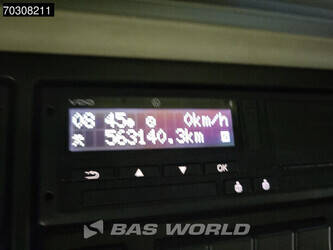 70308211
VDO
08 45 0km/h
563140.3km
OK
BAS WORLD